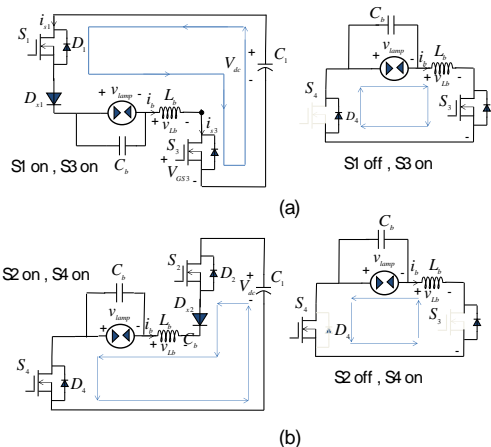 i_s1
S_1
D_1
D_x1
+ v_lamp -
i_b
L_b
+ v_Lb -
i_s3
C_b
S_3
+
V_GS3
-
+
V_dc
-
C_1
S1 on , S3 on
C_b
+ v_lamp -
i_b
L_b
+ v_Lb -
S_4
D_4
S_3
S1 off , S3 on
(a)
S2 on , S4 on
C_b
v_lamp
+ -
i_b
L_b
+ v_Lb -
C_b
S_2
D_2
D_x2
+
V_dc
-
C_1
S_4
D_4
C_b
v_lamp
+ -
i_b
L_b
+ v_Lb -
S_4
D_4
S_3
S2 off , S4 on
(b)